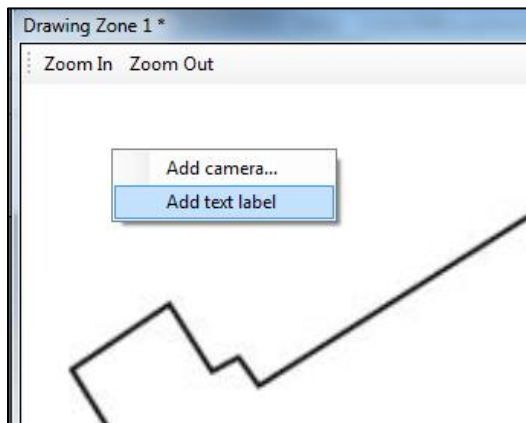 Drawing Zone 1 *
Zoom In Zoom Out
Add camera...
Add text label